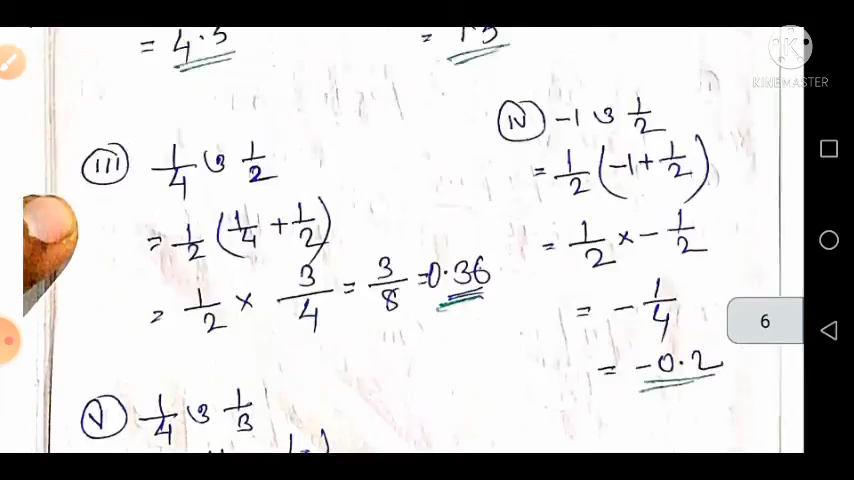 = 4.5
= 1.5
KINEMASTER
(III) 1/4 ও 1/2
= 1/2 (1/4 + 1/2)
= 1/2 × 3/4 = 3/8 = 0.36
(IV) -1 ও 1/2
= 1/2 (-1 + 1/2)
= 1/2 × - 1/2
= - 1/4
= -0.2
6
(V) 1/4 ও 1/3